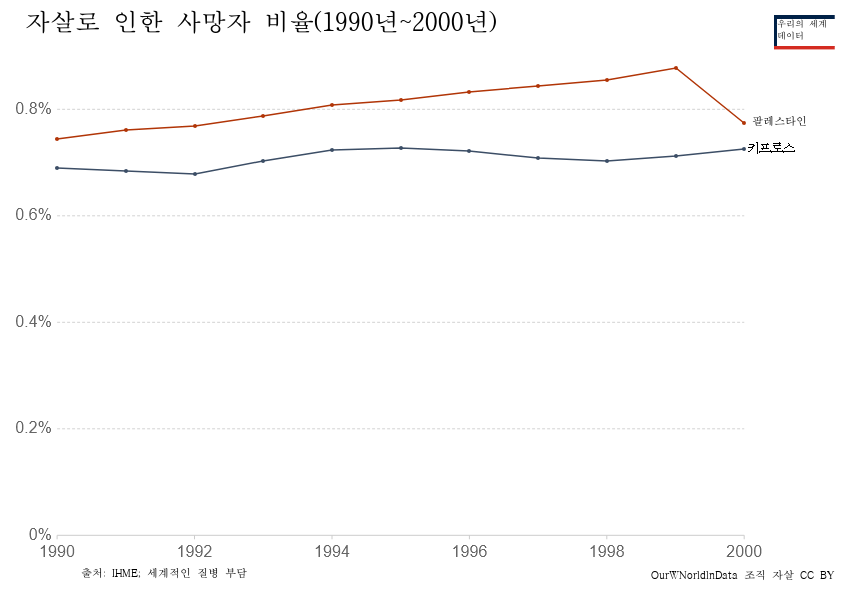 자살로 인한 사망자 비율(1990년~2000년)
우리의 세계
데이터
0.8%
팔레스타인
키프로스
0.6%
0.4%
0.2%
0%
1990 1992 1994 1996 1998 2000
출처: IHME; 세계적인 질병 부담
OurWNorldInData 조직 자살 CC BY